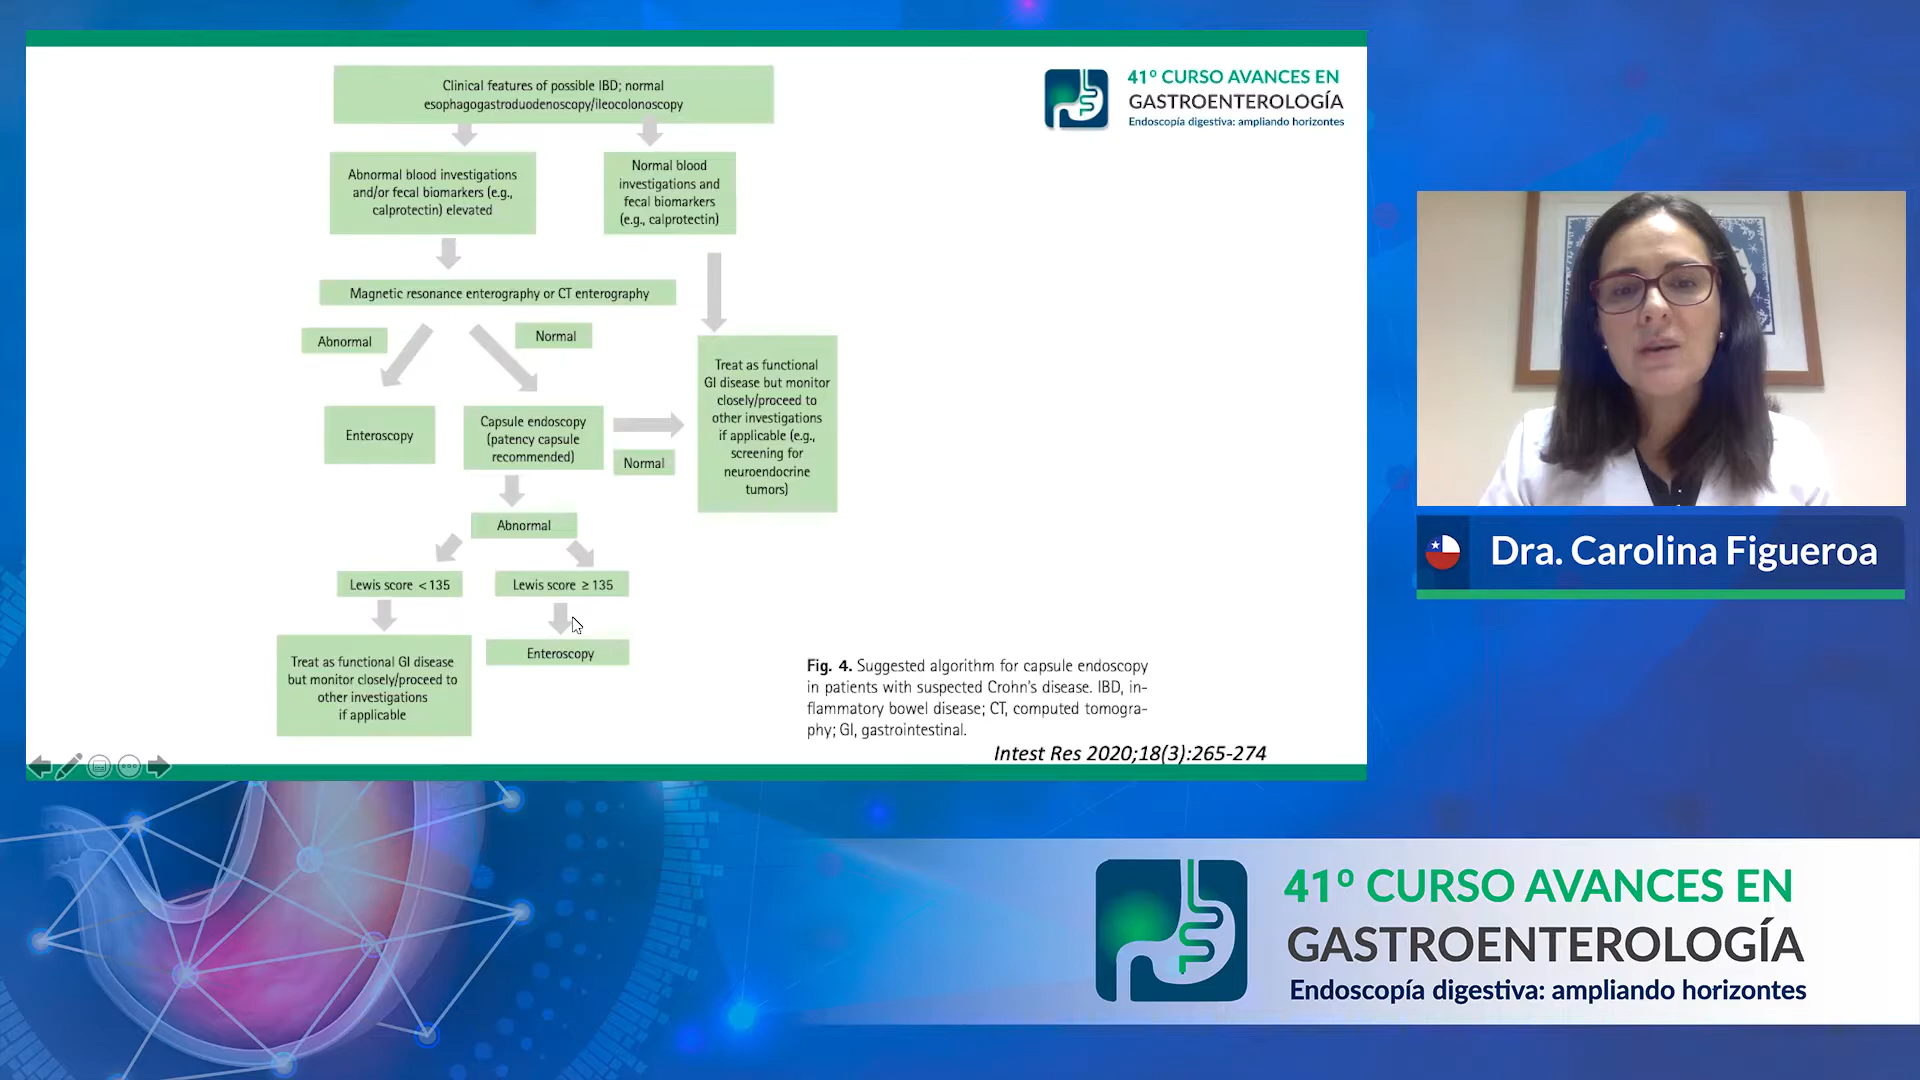 Clinical features of possible IBD; normal
esophagogastroduodenoscopy/ileocolonoscopy
Abnormal blood investigations
and/or fecal biomarkers (e.g.,
calprotectin) elevated
Normal blood
investigations and
fecal biomarkers
(e.g., calprotectin)
Magnetic resonance enterography or CT enterography
Abnormal
Normal
Enteroscopy
Capsule endoscopy
(patency capsule
recommended)
Normal
Treat as functional
GI disease but monitor
closely/proceed to
other investigations
if applicable (e.g.,
screening for
neuroendocrine
tumors)
Abnormal
Lewis score < 135
Lewis score ≥ 135
Treat as functional GI disease
but monitor closely/proceed to
other investigations
if applicable
Enteroscopy
Fig. 4. Suggested algorithm for capsule endoscopy
in patients with suspected Crohn's disease. IBD, in-
flammatory bowel disease; CT, computed tomogra-
phy; GI, gastrointestinal.
Intest Res 2020;18(3):265-274
41º CURSO AVANCES EN
GASTROENTEROLOGÍA
Endoscopía digestiva: ampliando horizontes
Dra. Carolina Figueroa
41º CURSO AVANCES EN
GASTROENTEROLOGÍA
Endoscopía digestiva: ampliando horizontes